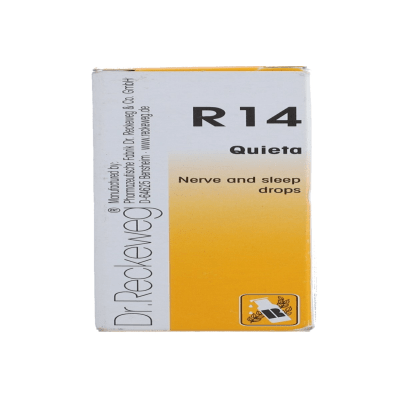 R 14
Quieta
Nerve and sleep
drops
Dr.Reckeweg
® Manufactured by:
Pharmazeutische Fabrik Dr. Reckeweg & Co. GmbH
D-64625 Bensheim · www.reckeweg.de